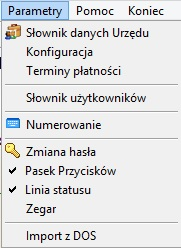 Parametry Pomoc Koniec
Słownik danych Urzędu
Konfiguracja
Terminy płatności
Słownik użytkowników
Numerowanie
Zmiana hasła
Pasek Przycisków
Linia statusu
Zegar
Import z DOS